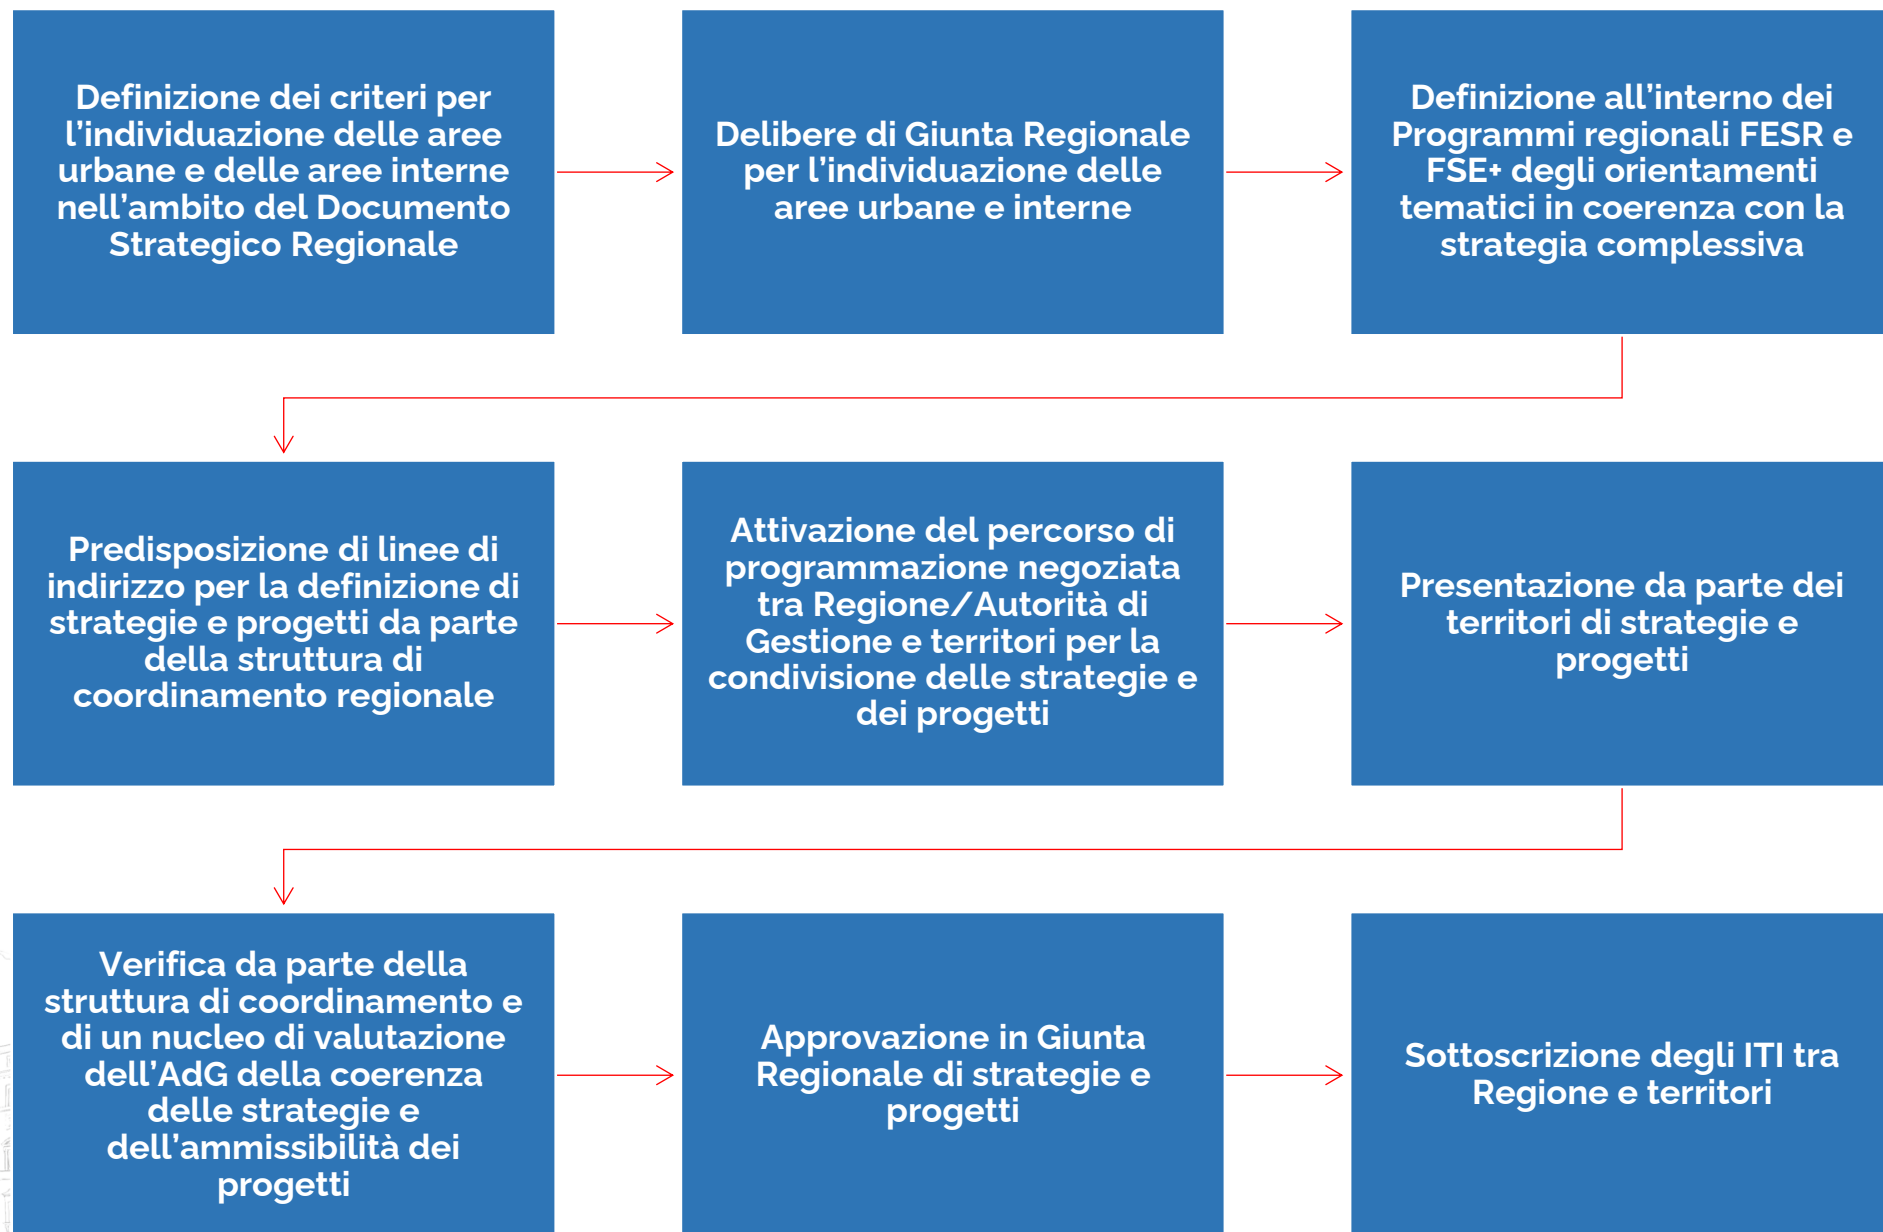 Definizione dei criteri per
l’individuazione delle aree
urbane e delle aree interne
nell’ambito del Documento
Strategico Regionale
Delibere di Giunta Regionale
per l’individuazione delle
aree urbane e interne
Definizione all’interno dei
Programmi regionali FESR e
FSE+ degli orientamenti
tematici in coerenza con la
strategia complessiva
Predisposizione di linee di
indirizzo per la definizione di
strategie e progetti da parte
della struttura di
coordinamento regionale
Attivazione del percorso di
programmazione negoziata
tra Regione/Autorità di
Gestione e territori per la
condivisione delle strategie e
dei progetti
Presentazione da parte dei
territori di strategie e
progetti
Verifica da parte della
struttura di coordinamento e
di un nucleo di valutazione
dell’AdG della coerenza
delle strategie e
dell’ammissibilità dei
progetti
Approvazione in Giunta
Regionale di strategie e
progetti
Sottoscrizione degli ITI tra
Regione e territori